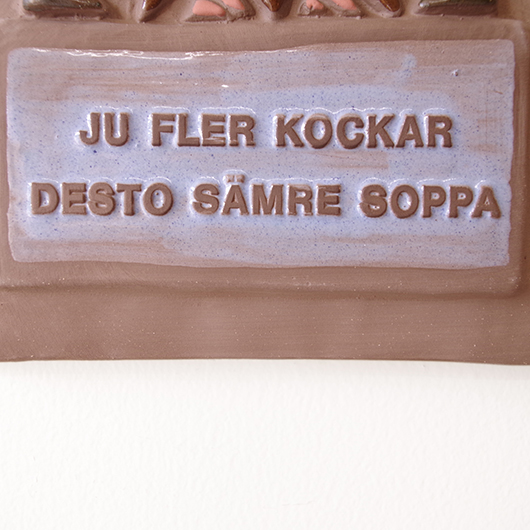 JU FLER KOCKAR
DESTO SÄMRE SOPPA